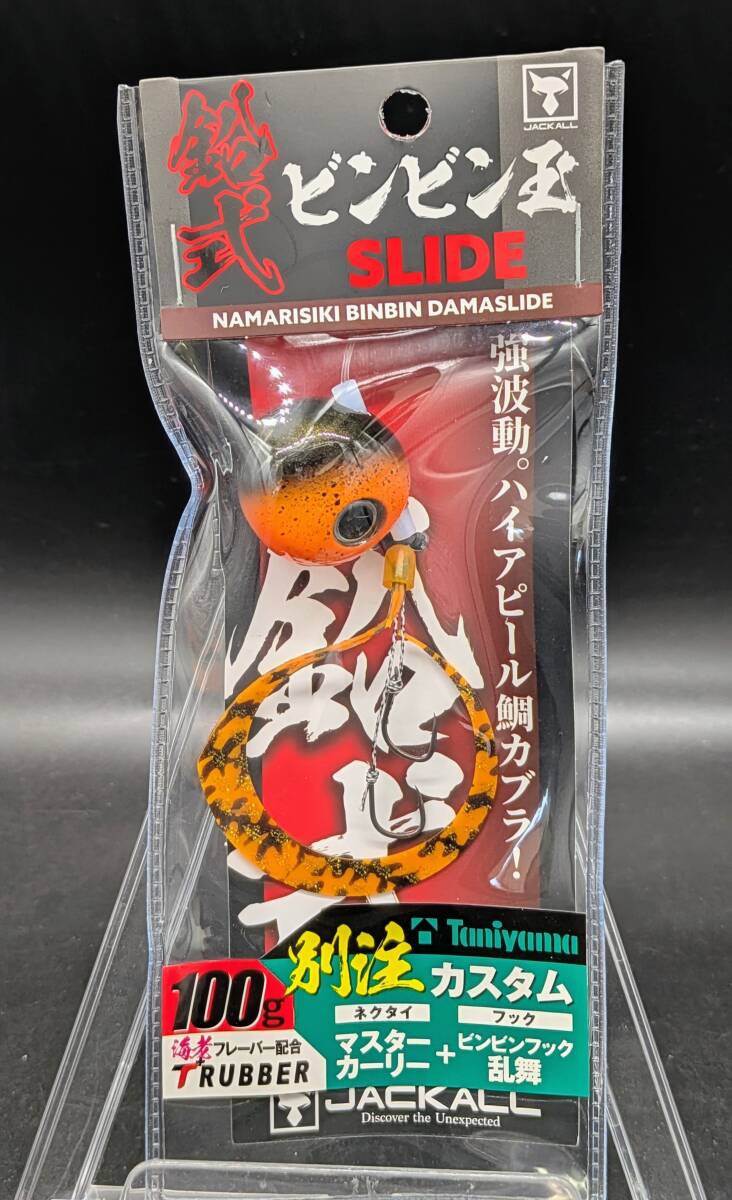 鉛式
ビンビン玉
SLIDE
JACKALL
NAMARISIKI BINBIN DAMASLIDE
強波動。ハイアピール鯛カブラ！
別注
Taniyama
カスタム
100g
海老フレーバー配合
T+RUBBER
ネクタイ
マスター
カーリー
+
フック
ビンビンフック
乱舞
JACKALL
Discover the Unexpected